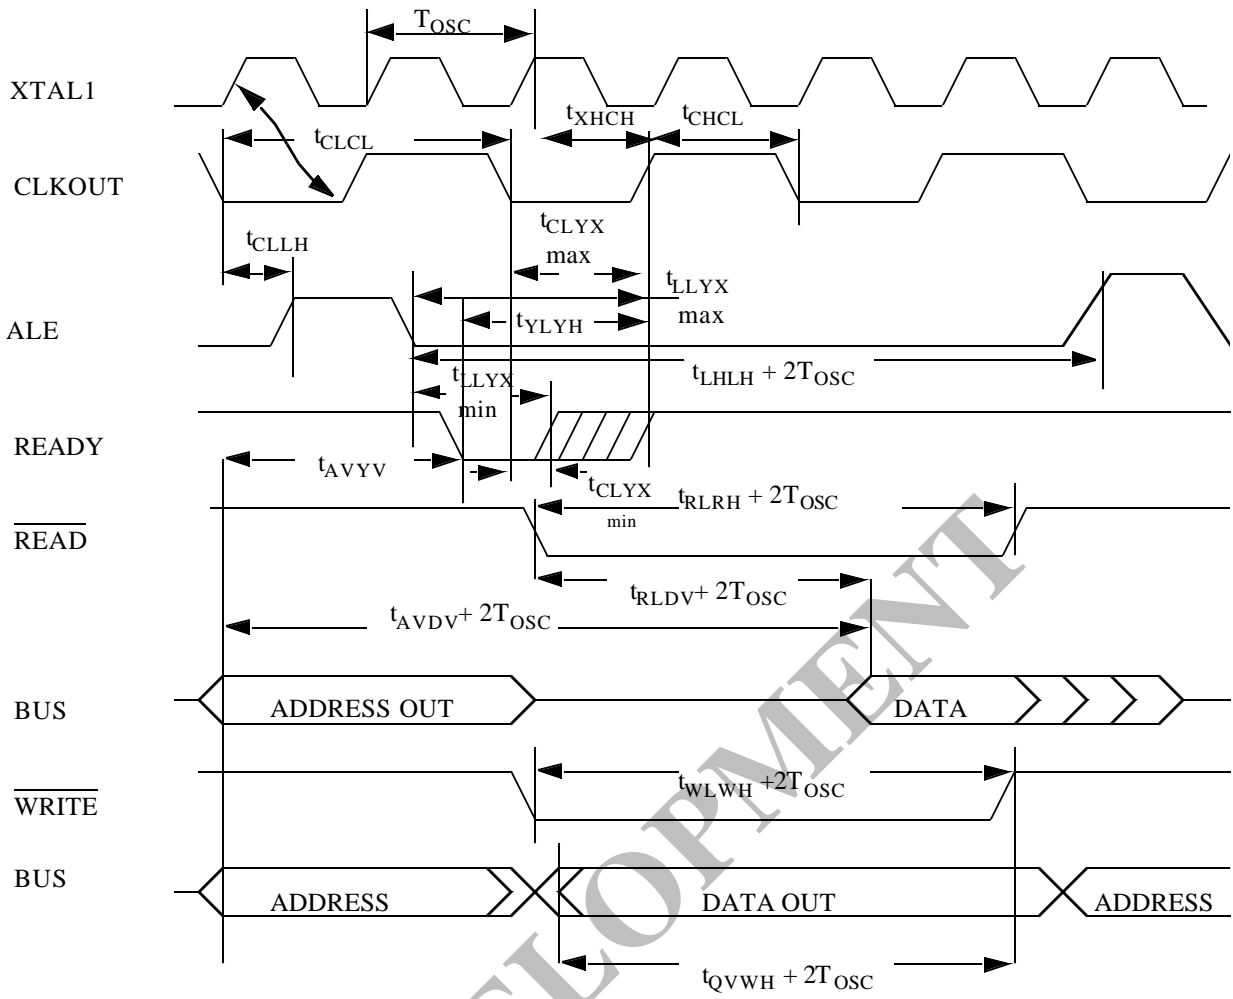 TOSC
XTAL1
tXHCH
tCHCL
tCLCL
CLKOUT
tCLYX
max
tCLLH
tLLYX
max
tYLYH
ALE
tLHLH + 2TOSC
tLLYX
min
READY
tAVYV
tCLYX
min
tRLRH + 2TOSC
READ
tRLDV+ 2TOSC
tAVDV+ 2TOSC
BUS
ADDRESS OUT
DATA
tWLWH +2TOSC
WRITE
BUS
ADDRESS
DATA OUT
ADDRESS
tQVWH + 2TOSC
ELOPMENT